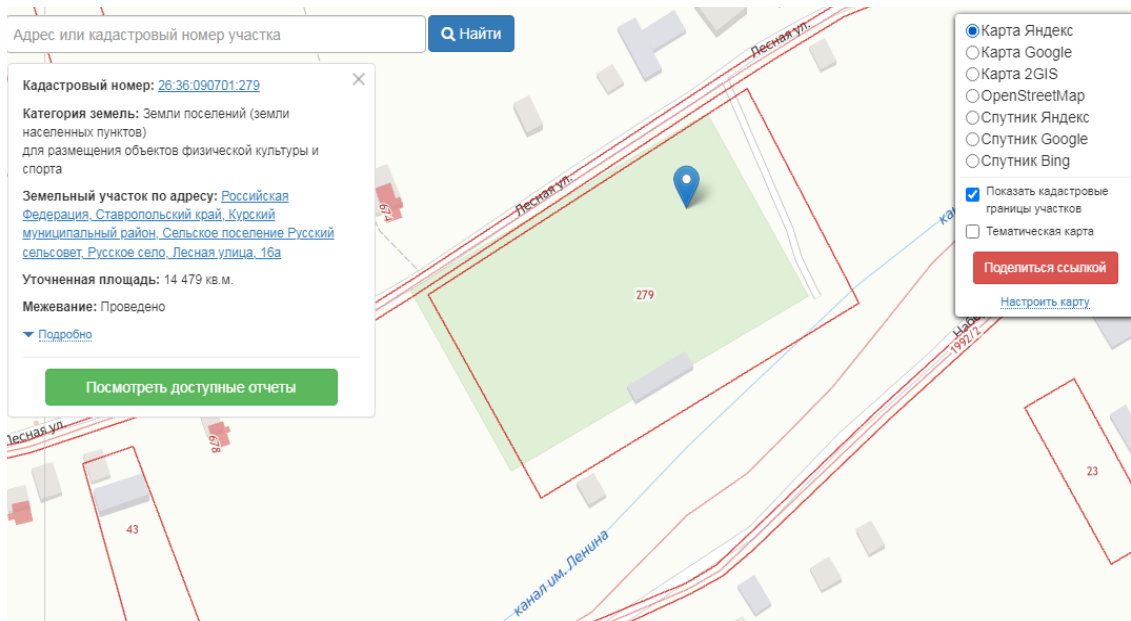 Адрес или кадастровый номер участка
Найти
Кадастровый номер: 26:36:090701:279
Категория земель: Земли поселений (земли
населенных пунктов)
для размещения объектов физической культуры и
спорта
Земельный участок по адресу: Российская
Федерация, Ставропольский край, Курский
муниципальный район, Сельское поселение Русский
сельсовет, Русское село, Лесная улица, 16а
Уточненная площадь: 14 479 кв.м.
Межевание: Проведено
Подробно
Посмотреть доступные отчеты
Карта Яндекс
Карта Google
Карта 2GIS
OpenStreetMap
Спутник Яндекс
Спутник Google
Спутник Bing
Показать кадастровые
границы участков
Тематическая карта
Поделиться ссылкой
Настроить карту
Лесная ул.
Лесная ул.
674
279
1992/2
Лесная ул.
678
43
23
канал им. Ленина